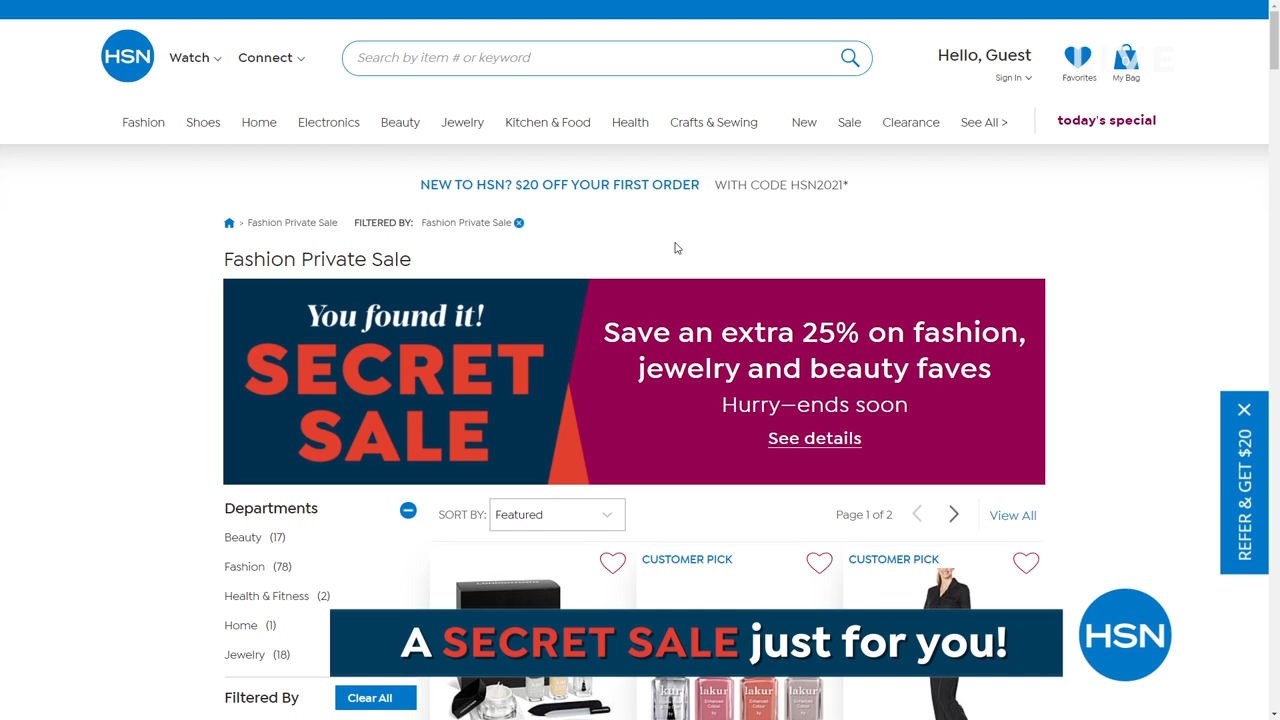 HSN
Watch
Connect
Search by item # or keyword
Hello, Guest
Sign In
Favorites
My Bag
Fashion
Shoes
Home
Electronics
Beauty
Jewelry
Kitchen & Food
Health
Crafts & Sewing
New
Sale
Clearance
See All >
today's special
NEW TO HSN? $20 OFF YOUR FIRST ORDER WITH CODE HSN2021*
> Fashion Private Sale FILTERED BY: Fashion Private Sale
Fashion Private Sale
You found it!
SECRET
SALE
Save an extra 25% on fashion,
jewelry and beauty faves
Hurry—ends soon
See details
REFER & GET $20
Departments
SORT BY: Featured
Page 1 of 2
View All
Beauty (17)
Fashion (78)
Health & Fitness (2)
Home (1)
Jewelry (18)
CUSTOMER PICK
CUSTOMER PICK
A SECRET SALE just for you!
HSN
Filtered By
Clear All
lakur
lakur
lakur
lakur